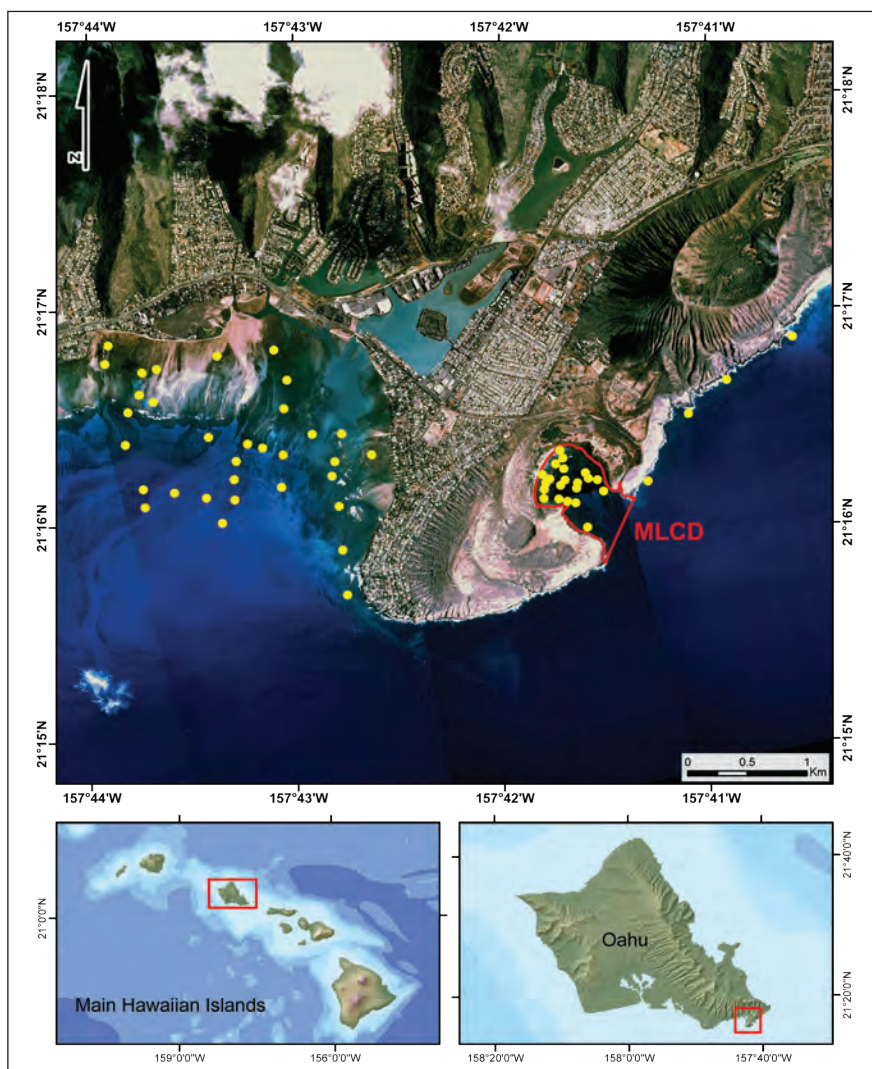 157°44'W 157°43'W 157°42'W 157°41'W
21°18'N 21°18'N
N
21°17'N 21°17'N
21°16'N 21°16'N
MLCD
21°15'N 21°15'N
0 0.5 1
Km
157°44'W 157°43'W 157°42'W 157°41'W
21°0'0"N
Main Hawaiian Islands
159°0'0"W 156°0'0"W
21°40'0"N
Oahu
21°20'0"N
158°20'0"W 158°0'0"W 157°40'0"W